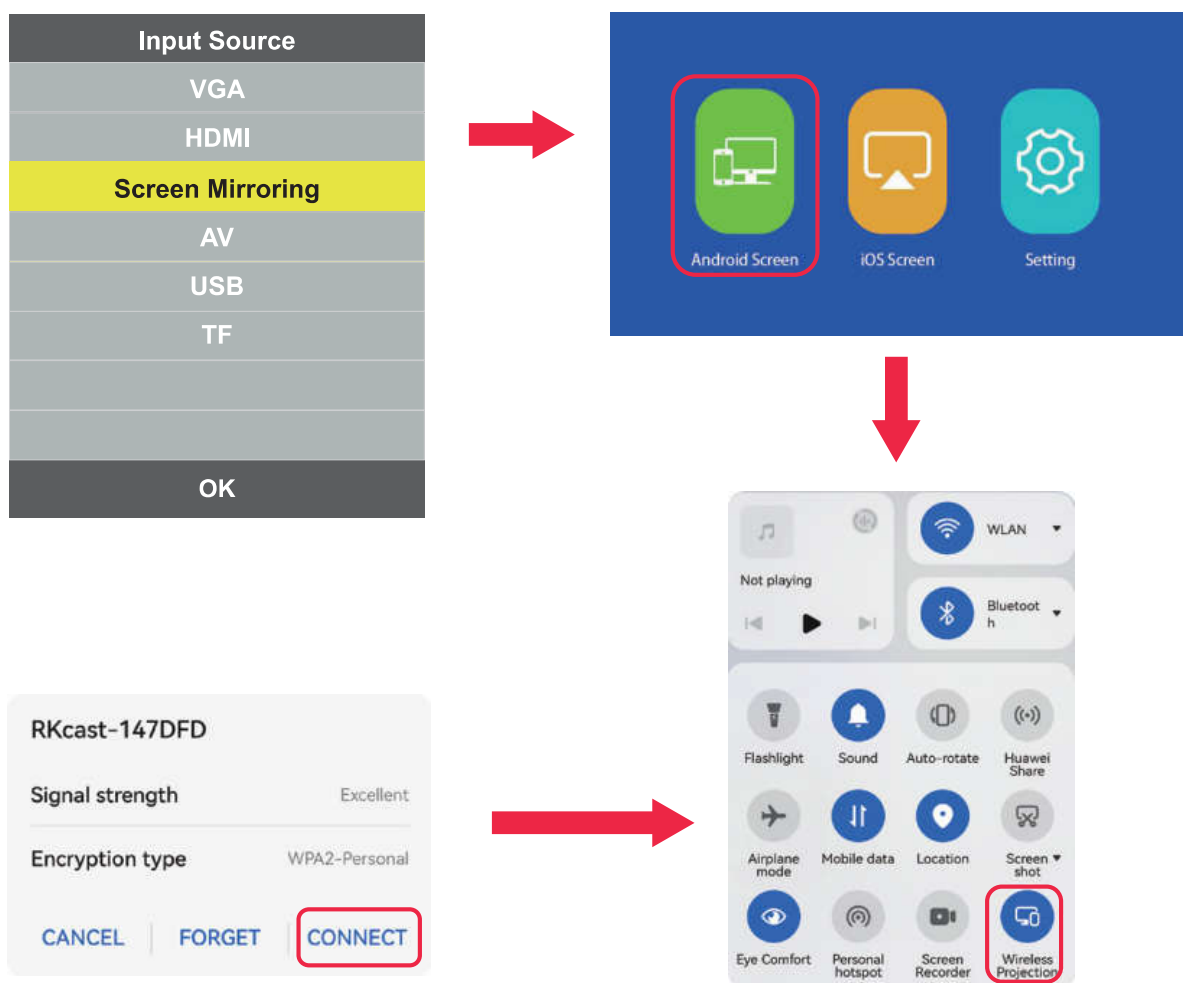 Input Source
VGA
HDMI
Screen Mirroring
AV
USB
TF
OK
Android Screen
iOS Screen
Setting
Not playing
WLAN
Bluetoot
h
Flashlight
Sound
Auto-rotate
Huawei
Share
Airplane
mode
Mobile data
Location
Screen
shot
Eye Comfort
Personal
hotspot
Screen
Recorder
Wireless
Projection
RKcast-147DFD
Signal strength
Excellent
Encryption type
WPA2-Personal
CANCEL
FORGET
CONNECT